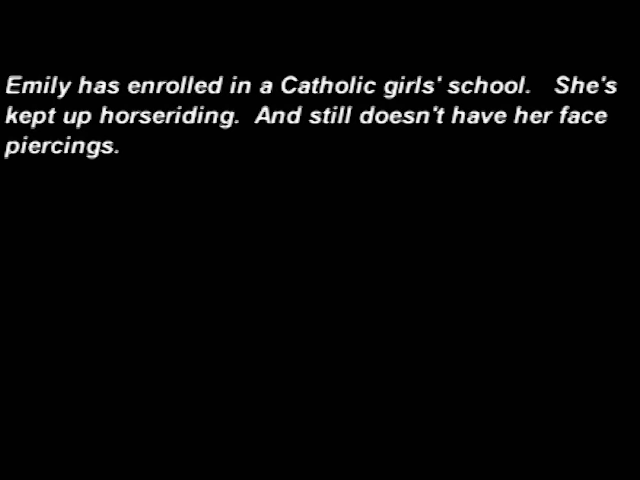 Emily has enrolled in a Catholic girls' school.   She's
kept up horseriding.  And still doesn't have her face
piercings.